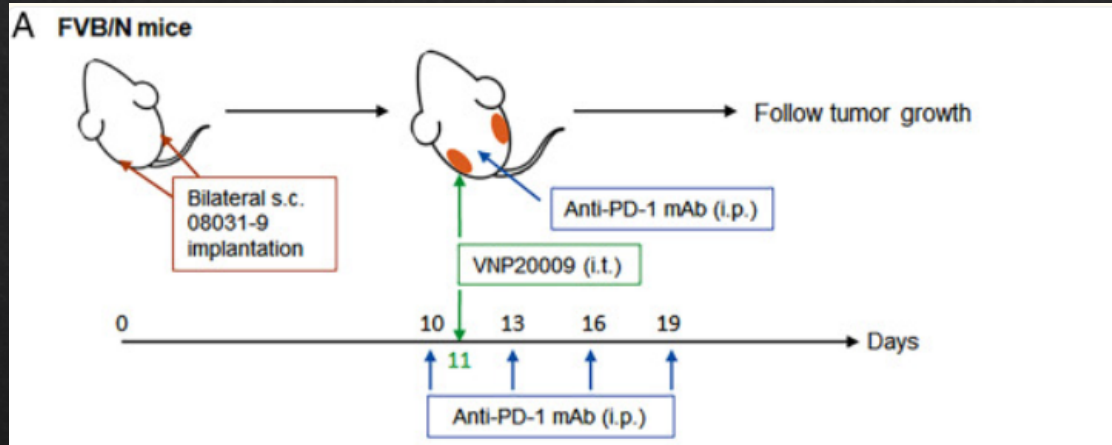 A FVB/N mice
Follow tumor growth
Bilateral s.c.
08031-9
implantation
Anti-PD-1 mAb (i.p.)
VNP20009 (i.t.)
0 10 13 16 19
Days
11
Anti-PD-1 mAb (i.p.)